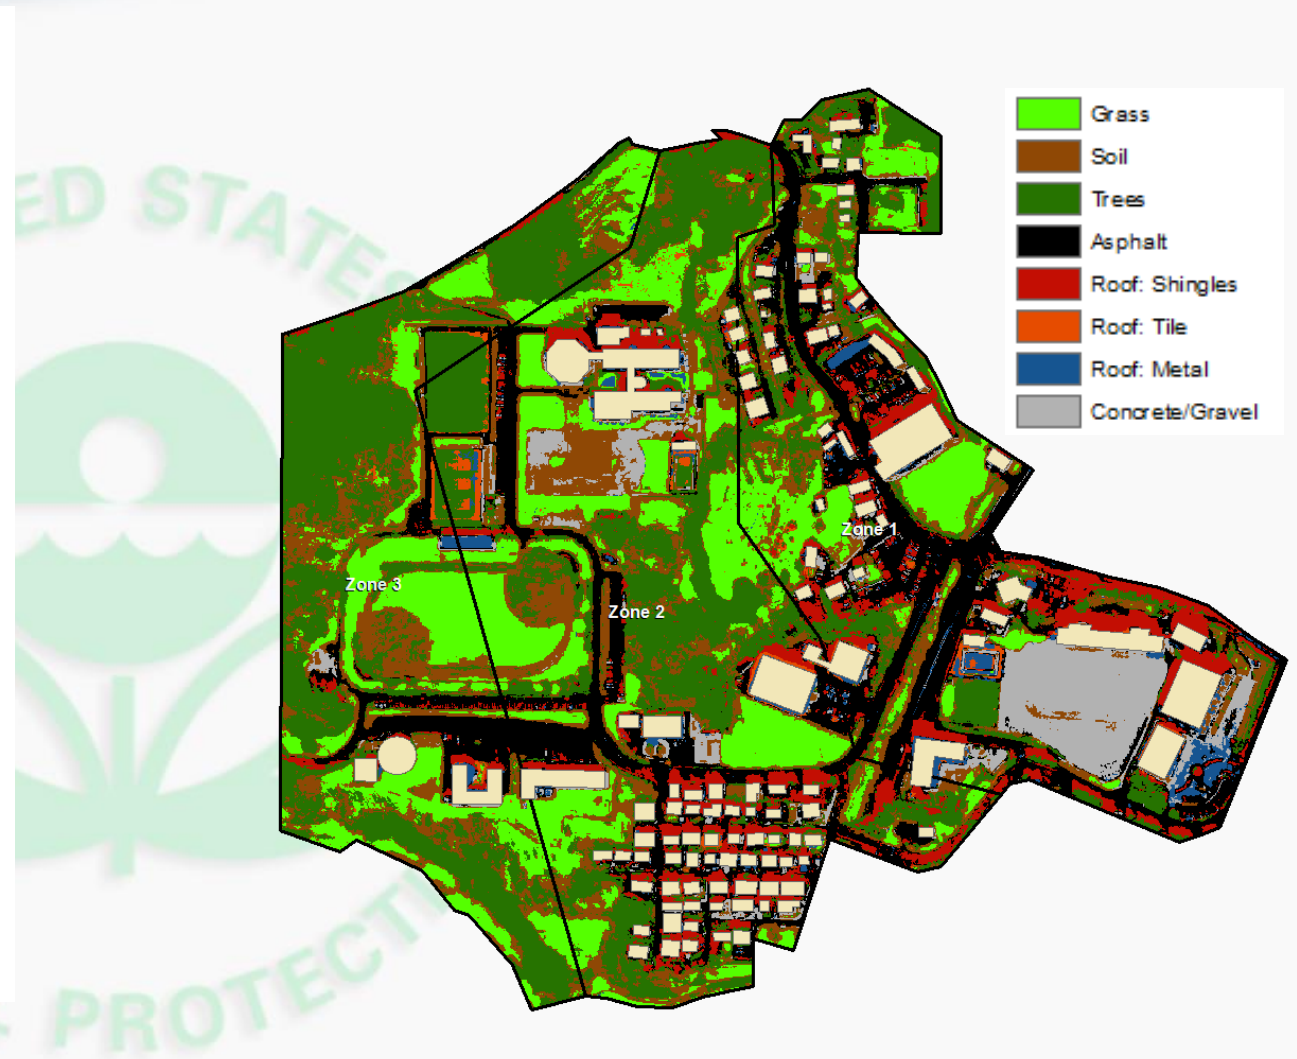 ED STATES
PROTECTI
Grass
Soil
Trees
Asphalt
Roof: Shingles
Roof: Tile
Roof: Metal
Concrete/Gravel
Zone 1
Zone 3
Zone 2